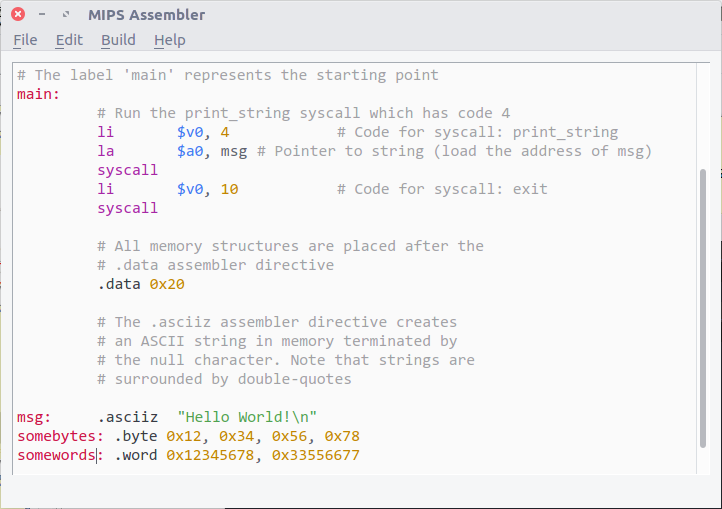 MIPS Assembler
File Edit Build Help
# The label 'main' represents the starting point
main:
# Run the print_string syscall which has code 4
li $v0, 4 # Code for syscall: print_string
la $a0, msg # Pointer to string (load the address of msg)
syscall
li $v0, 10 # Code for syscall: exit
syscall
# All memory structures are placed after the
# .data assembler directive
.data 0x20
# The .asciiz assembler directive creates
# an ASCII string in memory terminated by
# the null character. Note that strings are
# surrounded by double-quotes
msg: .asciiz "Hello World!\n"
somebytes: .byte 0x12, 0x34, 0x56, 0x78
somewords: .word 0x12345678, 0x33556677